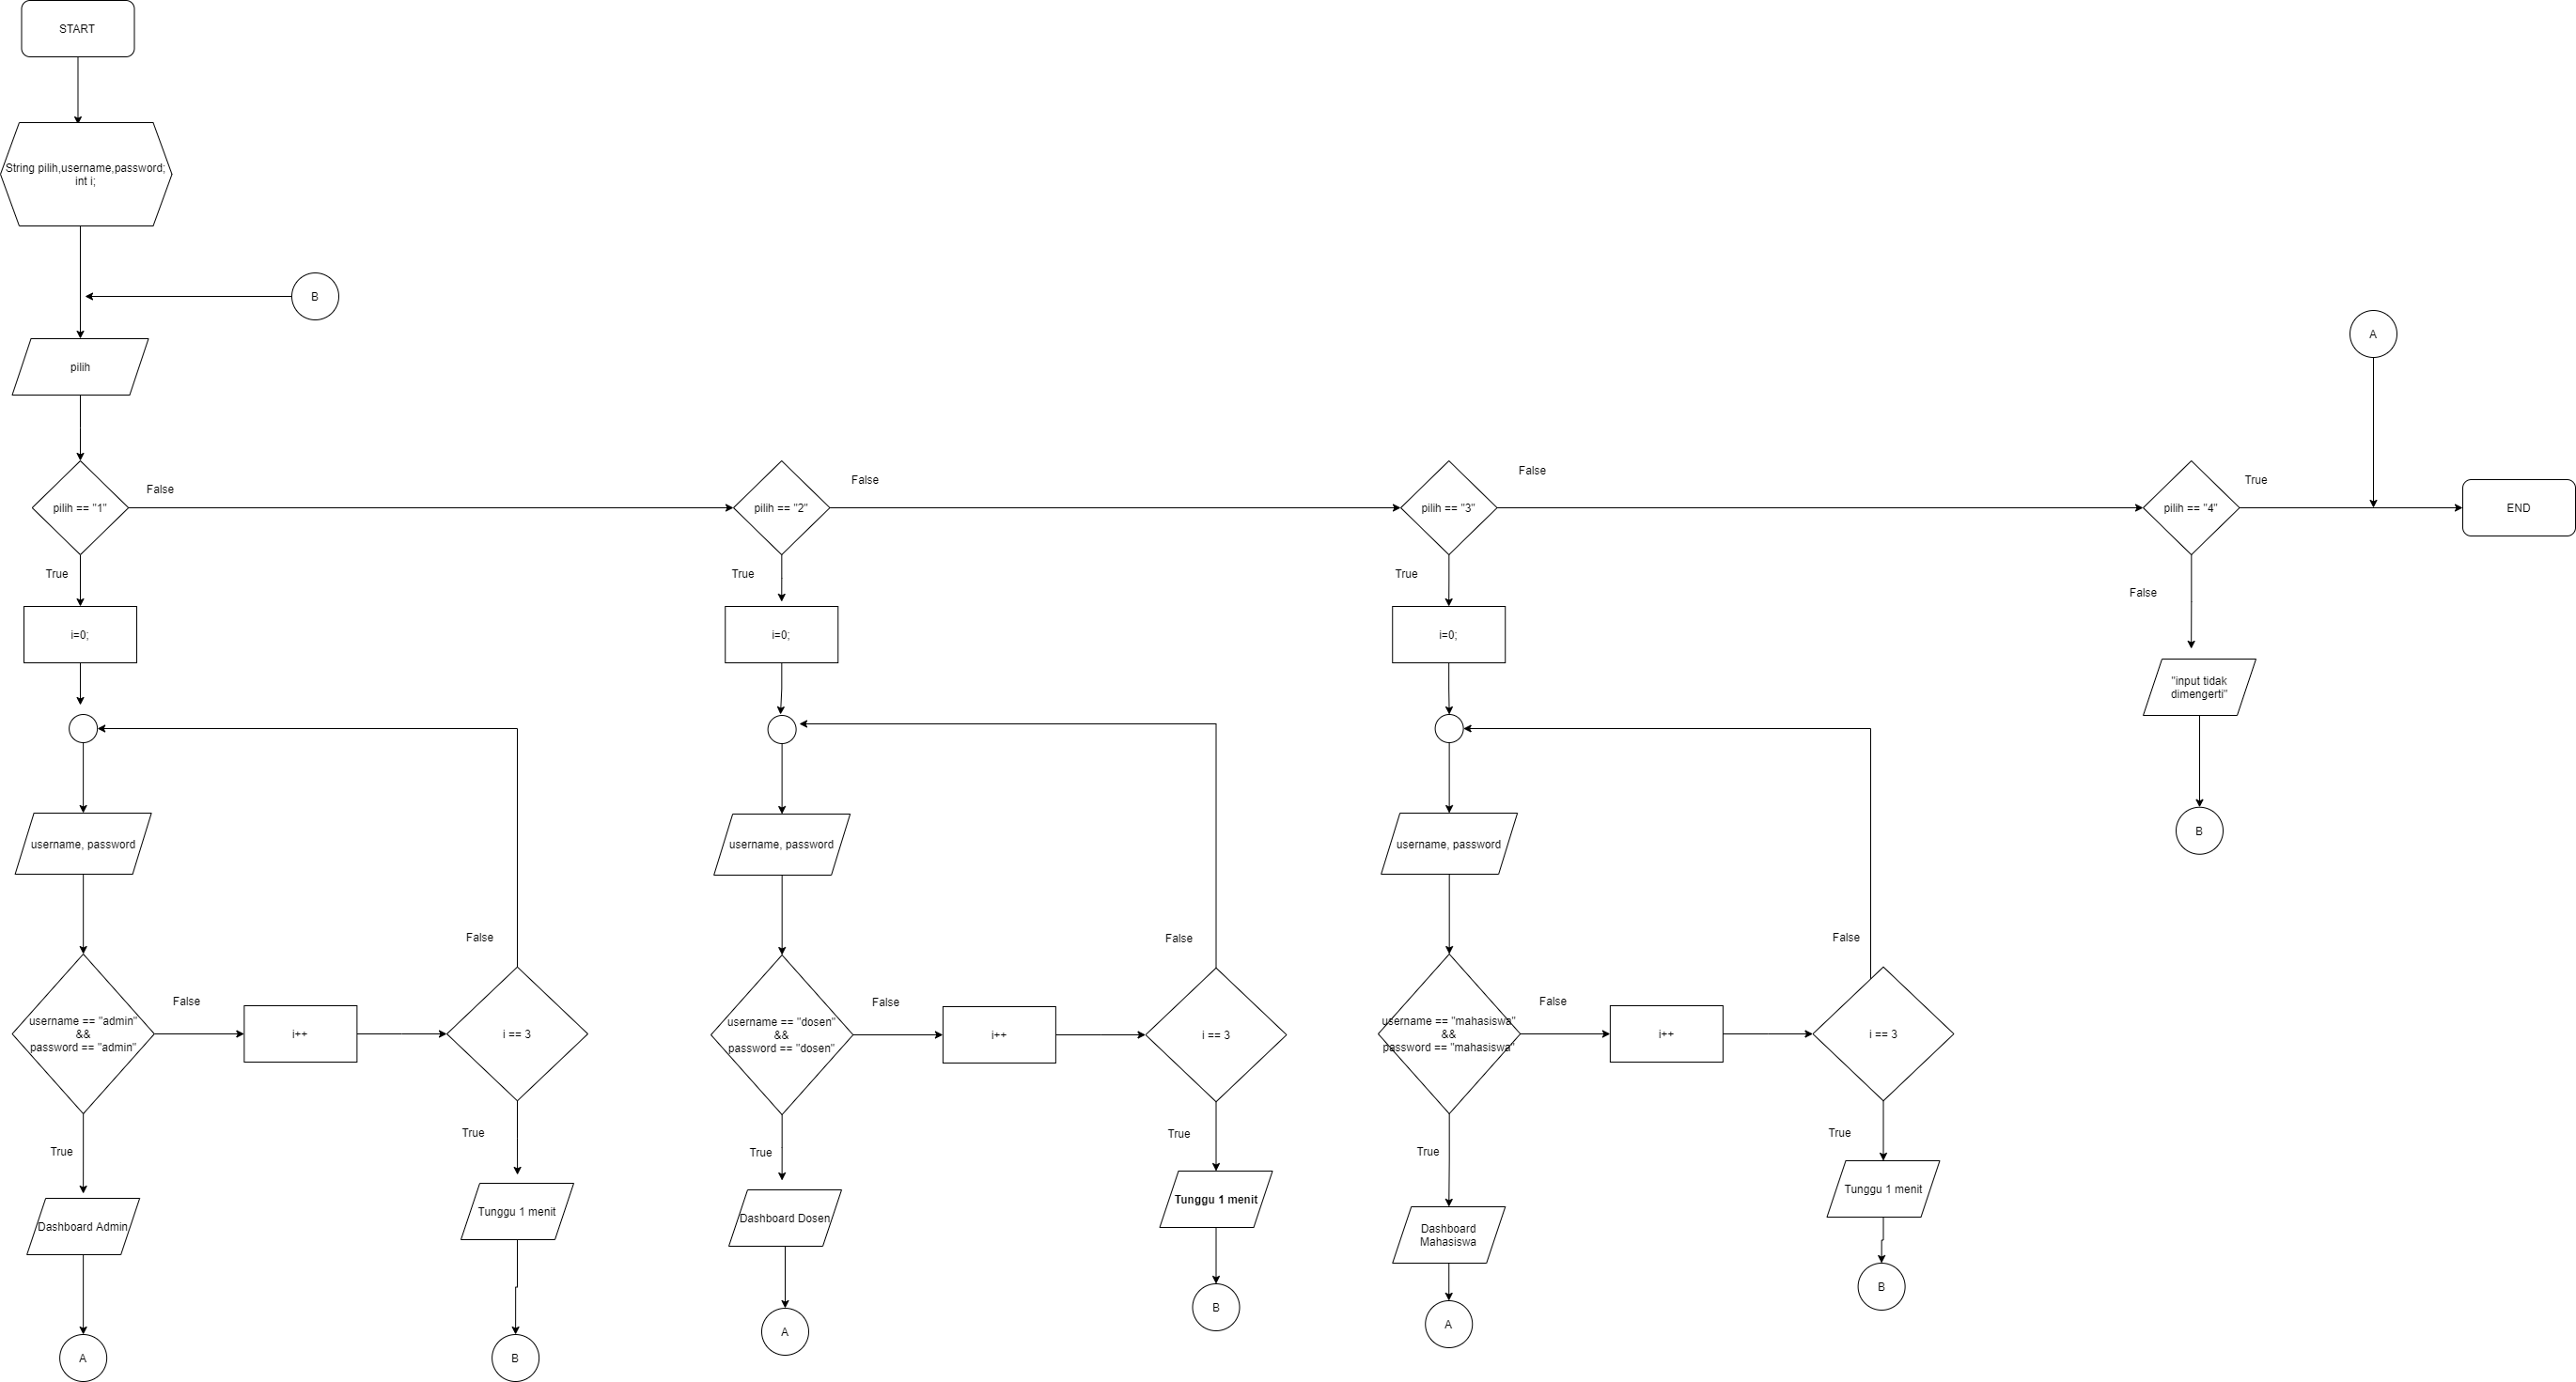 START
String pilih,username,password;
int i;
B
A
pilih
pilih == "1"
False
pilih == "2"
False
pilih == "3"
False
pilih == "4"
True
END
True
True
True
False
i=0;
i=0;
i=0;
"input tidak
dimengerti"
B
username, password
username, password
username, password
False
False
False
username == "admin"
&&
password == "admin"
False
i++
i == 3
username == "dosen"
&&
password == "dosen"
False
i++
i == 3
username == "mahasiswa"
&&
password == "mahasiswa"
False
i++
i == 3
True
True
True
True
True
True
Dashboard Admin
Tunggu 1 menit
Dashboard Dosen
Tunggu 1 menit
Dashboard
Mahasiswa
Tunggu 1 menit
A
B
A
B
A
B